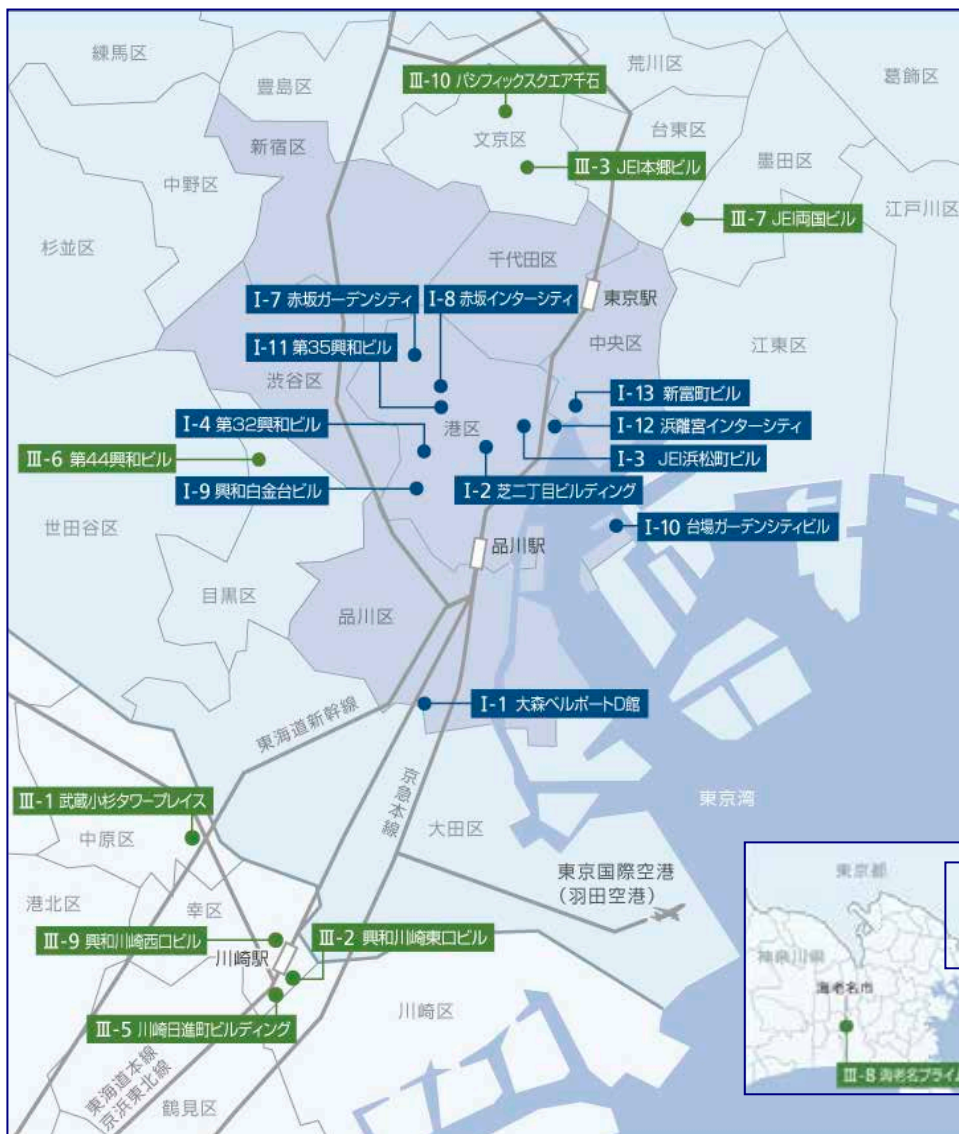 練馬区
豊島区
荒川区
葛飾区
Ⅲ-10 パシフィックスクエア千石
台東区
文京区
新宿区
墨田区
Ⅲ-3 JEI本郷ビル
中野区
江戸川区
Ⅲ-7 JEI両国ビル
杉並区
千代田区
Ⅰ-7 赤坂ガーデンシティ
Ⅰ-8 赤坂インターシティ
東京駅
Ⅰ-11 第35興和ビル
中央区
江東区
渋谷区
Ⅰ-13 新富町ビル
Ⅰ-4 第32興和ビル
港区
Ⅰ-12 浜離宮インターシティ
Ⅲ-6 第44興和ビル
Ⅰ-3 JEI浜松町ビル
Ⅰ-9 興和白金台ビル
Ⅰ-2 芝二丁目ビルディング
世田谷区
Ⅰ-10 台場ガーデンシティビル
品川駅
目黒区
品川区
Ⅰ-1 大森ベルポートD館
東海道新幹線
京急本線
東京湾
Ⅲ-1 武蔵小杉タワープレイス
大田区
中原区
東京国際空港
(羽田空港)
東京都
港北区
幸区
Ⅲ-9 興和川崎西口ビル
Ⅲ-2 興和川崎東口ビル
川崎駅
神奈川県
海老名市
川崎区
Ⅲ-5 川崎日進町ビルディング
Ⅲ-8 海老名プライム
東海道本線
京浜東北線
鶴見区